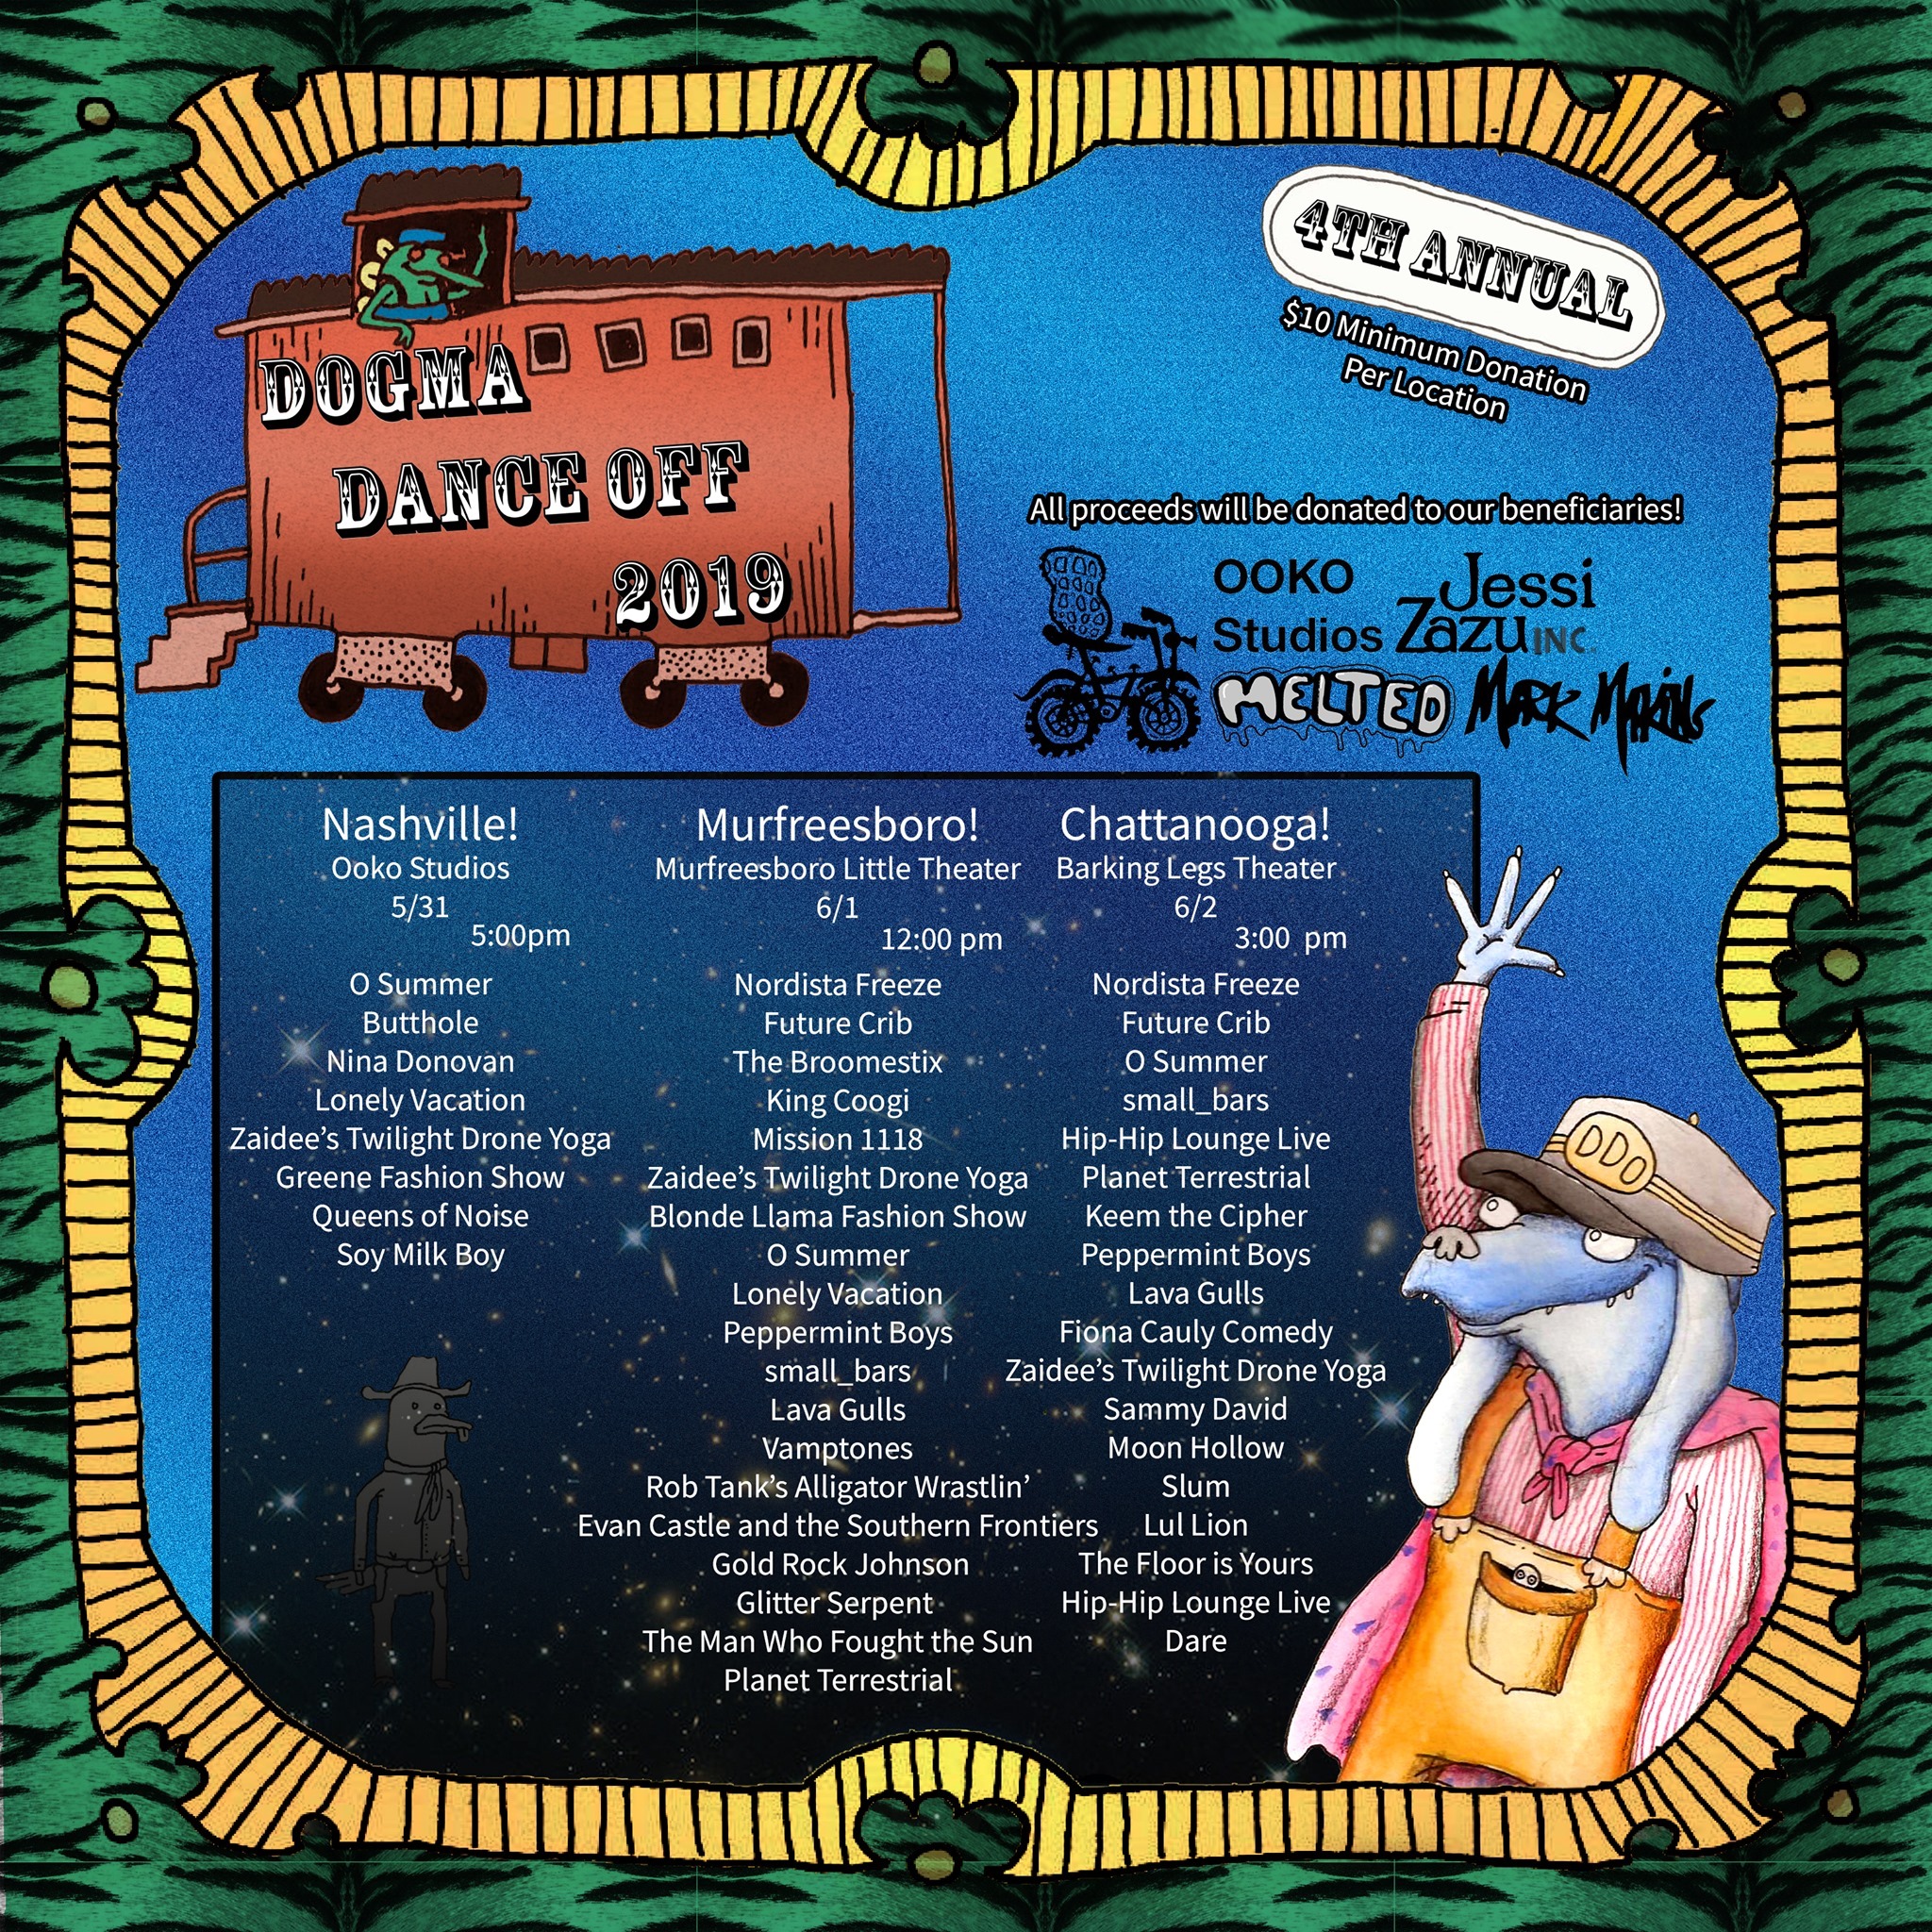 4TH ANNUAL
$10 Minimum Donation
Per Location
DOGMA
DANCE OFF
2019
All proceeds will be donated to our beneficiaries!
OOKO
Studios
Jessi
Zazu INC.
MELTED
MARK MAKINGS
Nashville!
Ooko Studios
5/31
5:00pm
O Summer
Butthole
Nina Donovan
Lonely Vacation
Zaidee’s Twilight Drone Yoga
Greene Fashion Show
Queens of Noise
Soy Milk Boy
Murfreesboro!
Murfreesboro Little Theater
6/1
12:00 pm
Nordista Freeze
Future Crib
The Broomestix
King Coogi
Mission 1118
Zaidee’s Twilight Drone Yoga
Blonde Llama Fashion Show
O Summer
Lonely Vacation
Peppermint Boys
small_bars
Lava Gulls
Vamptones
Rob Tank’s Alligator Wrastlin’
Evan Castle and the Southern Frontiers
Gold Rock Johnson
Glitter Serpent
The Man Who Fought the Sun
Planet Terrestrial
Chattanooga!
Barking Legs Theater
6/2
3:00 pm
Nordista Freeze
Future Crib
O Summer
small_bars
Hip-Hip Lounge Live
Planet Terrestrial
Keem the Cipher
Peppermint Boys
Lava Gulls
Fiona Cauly Comedy
Zaidee’s Twilight Drone Yoga
Sammy David
Moon Hollow
Slum
Lul Lion
The Floor is Yours
Hip-Hip Lounge Live
Dare
DDO